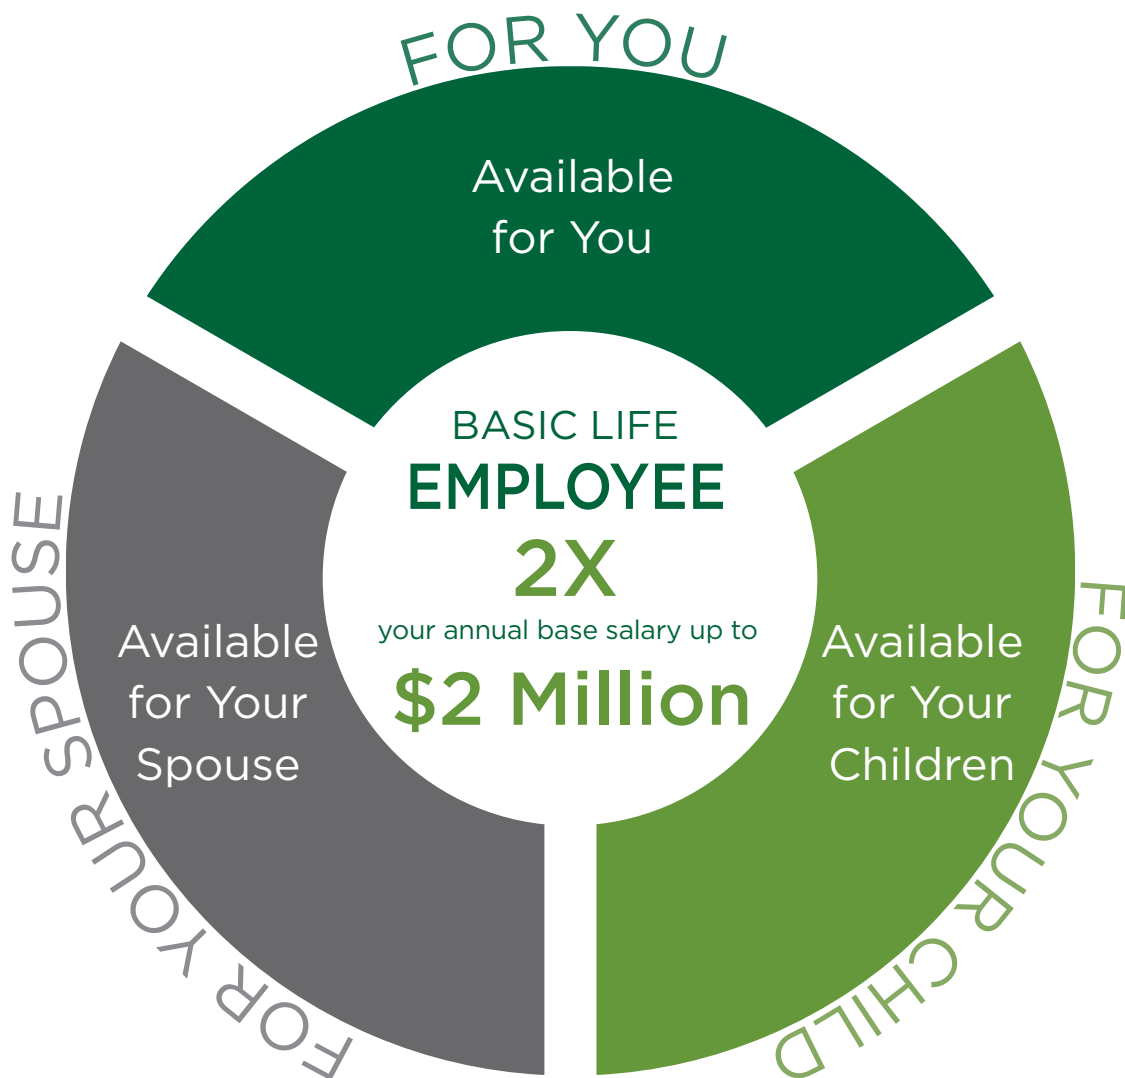 FOR YOU
Available
for You
BASIC LIFE
EMPLOYEE
2X
your annual base salary up to
$2 Million
FOR YOUR SPOUSE
Available
for Your
Spouse
Available
for Your
Children
FOR YOUR CHILD